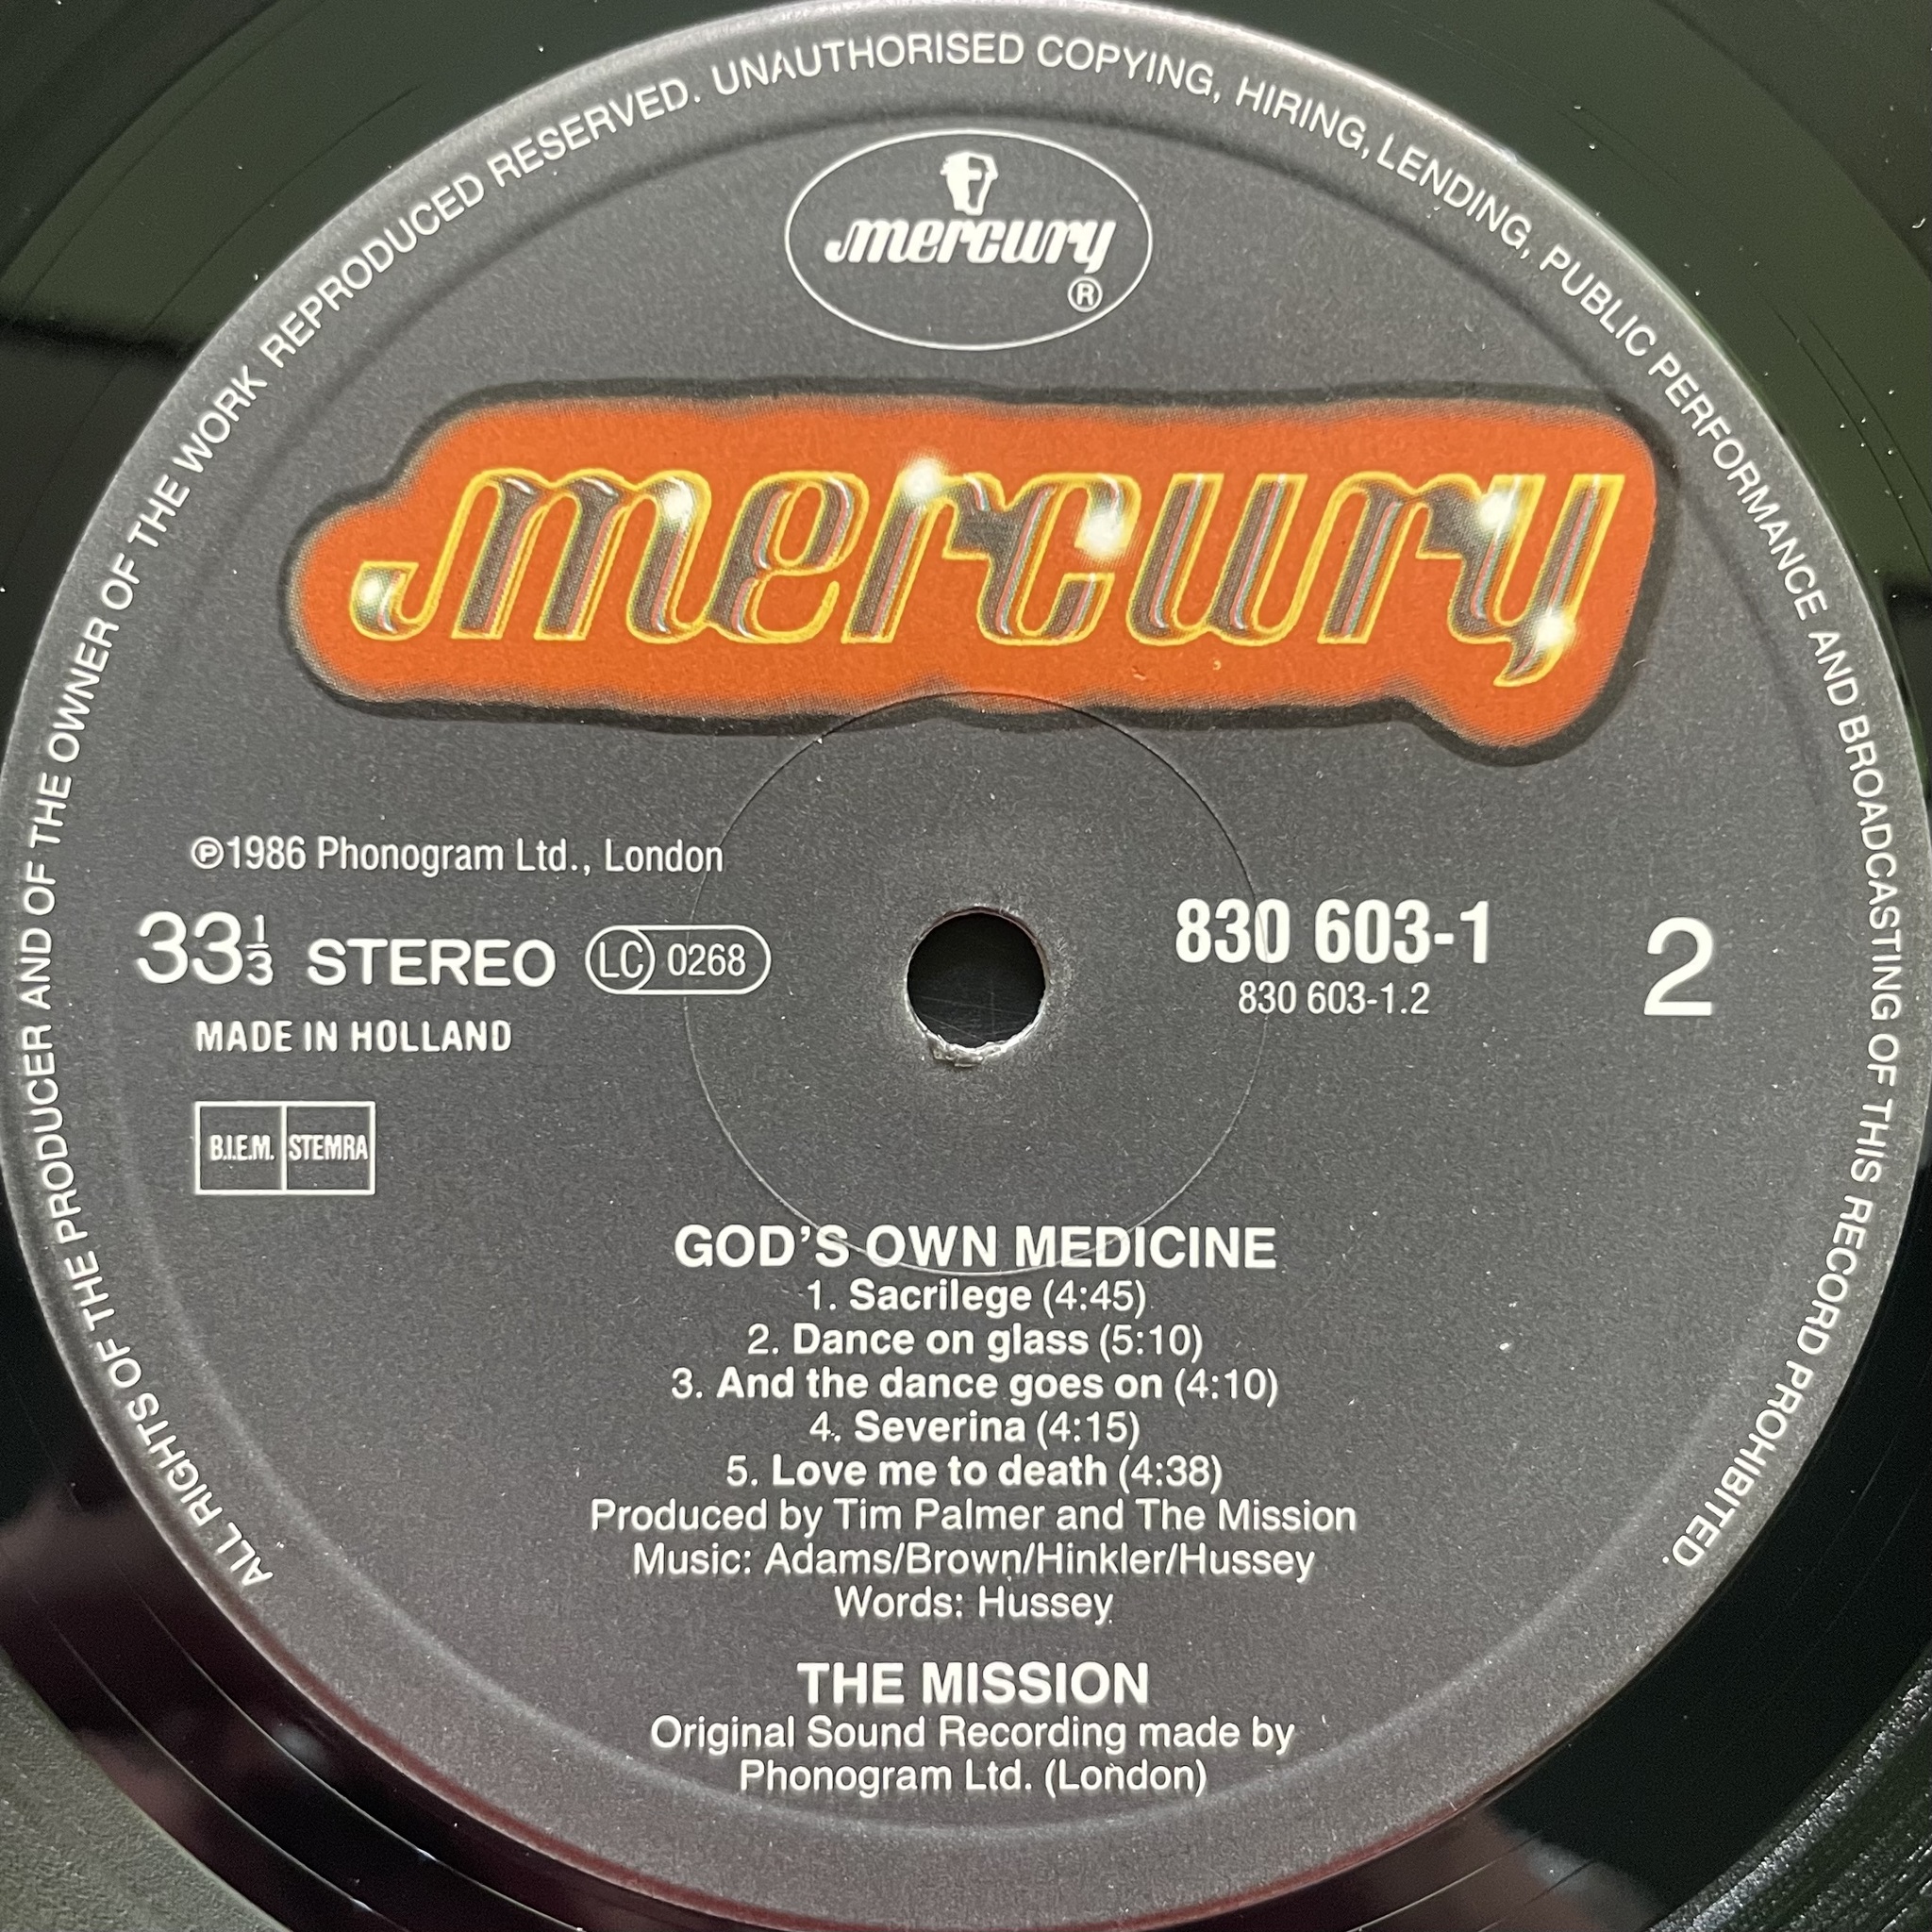 ALL RIGHTS OF THE PRODUCER AND OF THE OWNER OF THE WORK REPRODUCED RESERVED. UNAUTHORISED COPYING, HIRING, LENDING, PUBLIC PERFORMANCE AND BROADCASTING OF THIS RECORD PROHIBITED.
mercury
®
mercury
℗1986 Phonogram Ltd., London
33⅓ STEREO LC 0268
MADE IN HOLLAND
B.I.E.M. STEMRA
830 603-1
830 603-1.2
2
GOD'S OWN MEDICINE
1. Sacrilege (4:45)
2. Dance on glass (5:10)
3. And the dance goes on (4:10)
4. Severina (4:15)
5. Love me to death (4:38)
Produced by Tim Palmer and The Mission
Music: Adams/Brown/Hinkler/Hussey
Words: Hussey
THE MISSION
Original Sound Recording made by
Phonogram Ltd. (London)